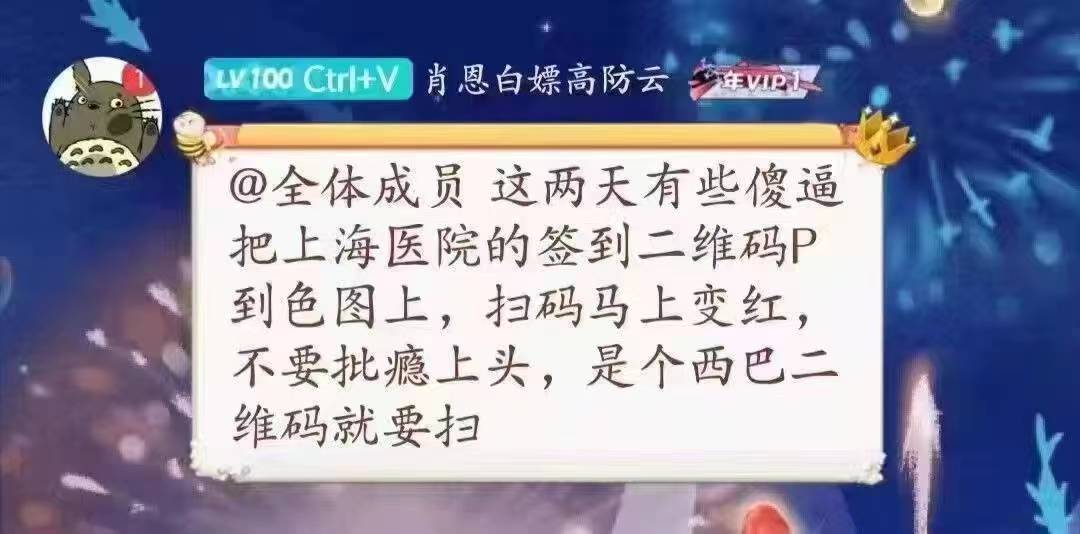 1
LV100 Ctrl+V 肖恩白嫖高防云 年VIP1
@全体成员 这两天有些傻逼
把上海医院的签到二维码P
到色图上，扫码马上变红，
不要批瘾上头，是个西巴二
维码就要扫